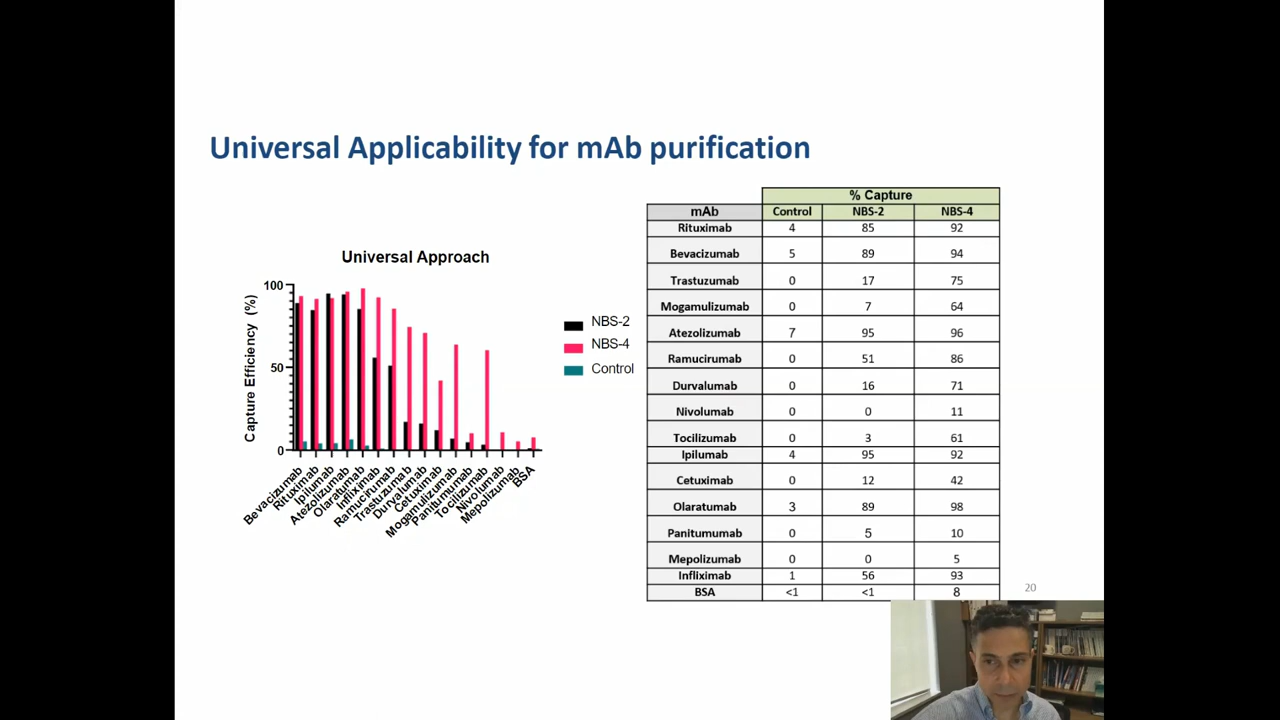 Universal Applicability for mAb purification
Universal Approach
Capture Efficiency (%)
100
50
0
Bevacizumab
Rituximab
Ipilumab
Atezolizumab
Olaratumab
Infliximab
Ramucirumab
Trastuzumab
Durvalumab
Cetuximab
Mogamulizumab
Panitumumab
Tocilizumab
Nivolumab
Mepolizumab
BSA
NBS-2
NBS-4
Control
% Capture
mAb Control NBS-2 NBS-4
Rituximab 4 85 92
Bevacizumab 5 89 94
Trastuzumab 0 17 75
Mogamulizumab 0 7 64
Atezolizumab 7 95 96
Ramucirumab 0 51 86
Durvalumab 0 16 71
Nivolumab 0 0 11
Tocilizumab 0 3 61
Ipilumab 4 95 92
Cetuximab 0 12 42
Olaratumab 3 89 98
Panitumumab 0 5 10
Mepolizumab 0 0 5
Infliximab 1 56 93
BSA <1 <1 8
20